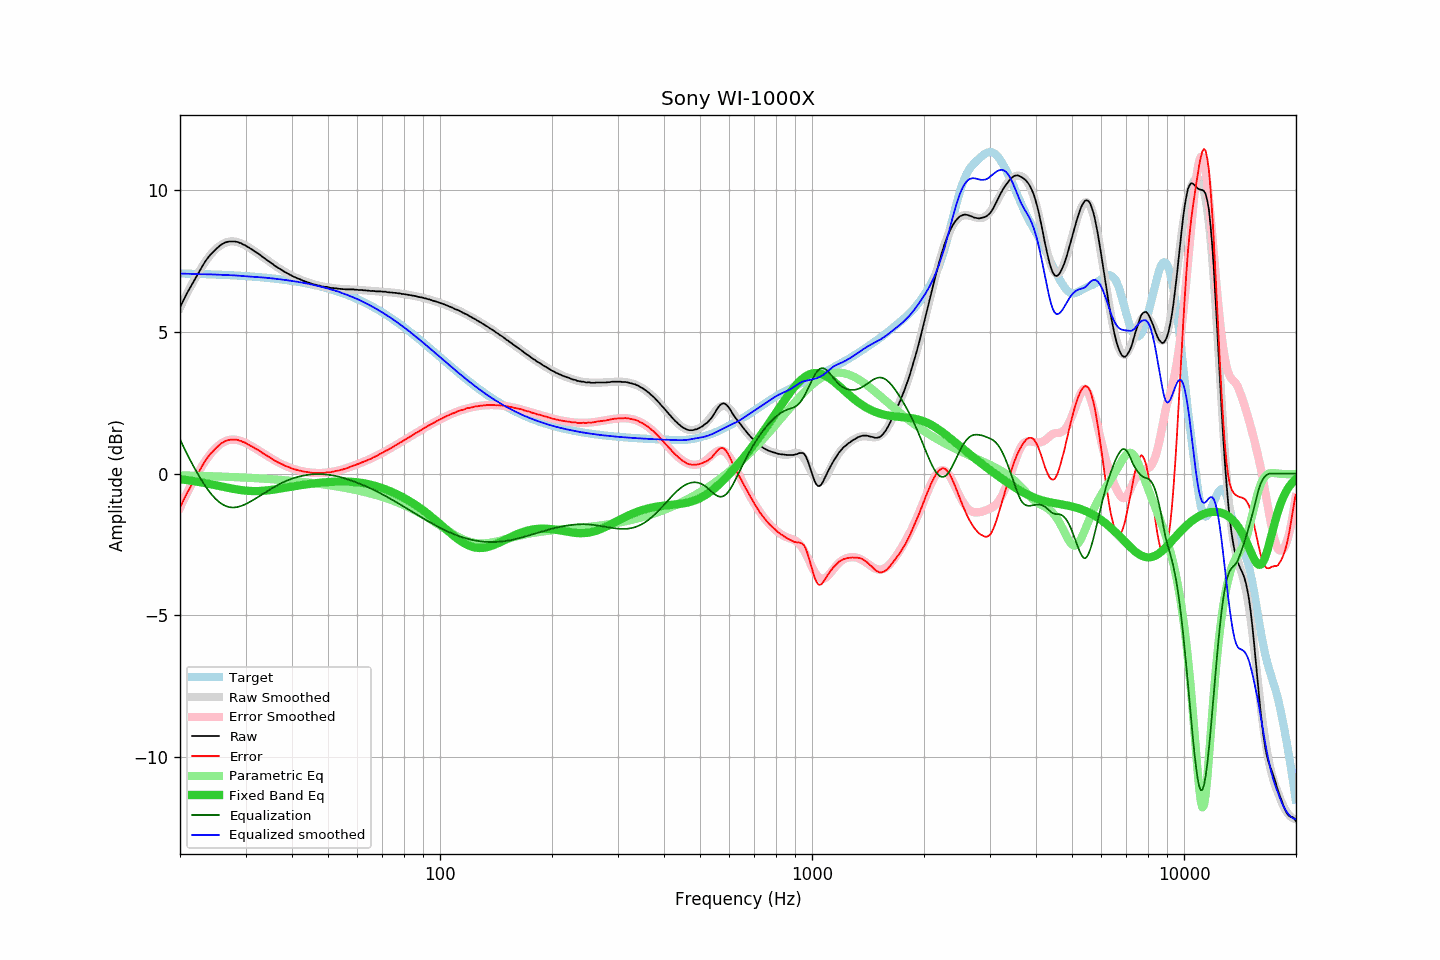 Sony WI-1000X
Amplitude (dBr)
10
5
0
−5
−10
Target
Raw Smoothed
Error Smoothed
Raw
Error
Parametric Eq
Fixed Band Eq
Equalization
Equalized smoothed
100
1000
10000
Frequency (Hz)